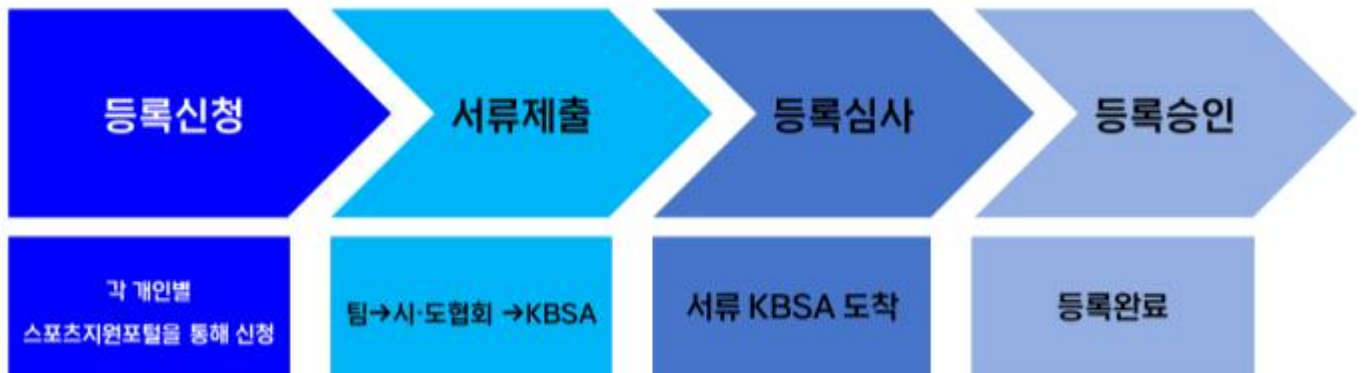 등록신청
서류제출
등록심사
등록승인
각 개인별
스포츠지원포털을 통해 신청
팀→시·도협회 →KBSA
서류 KBSA 도착
등록완료